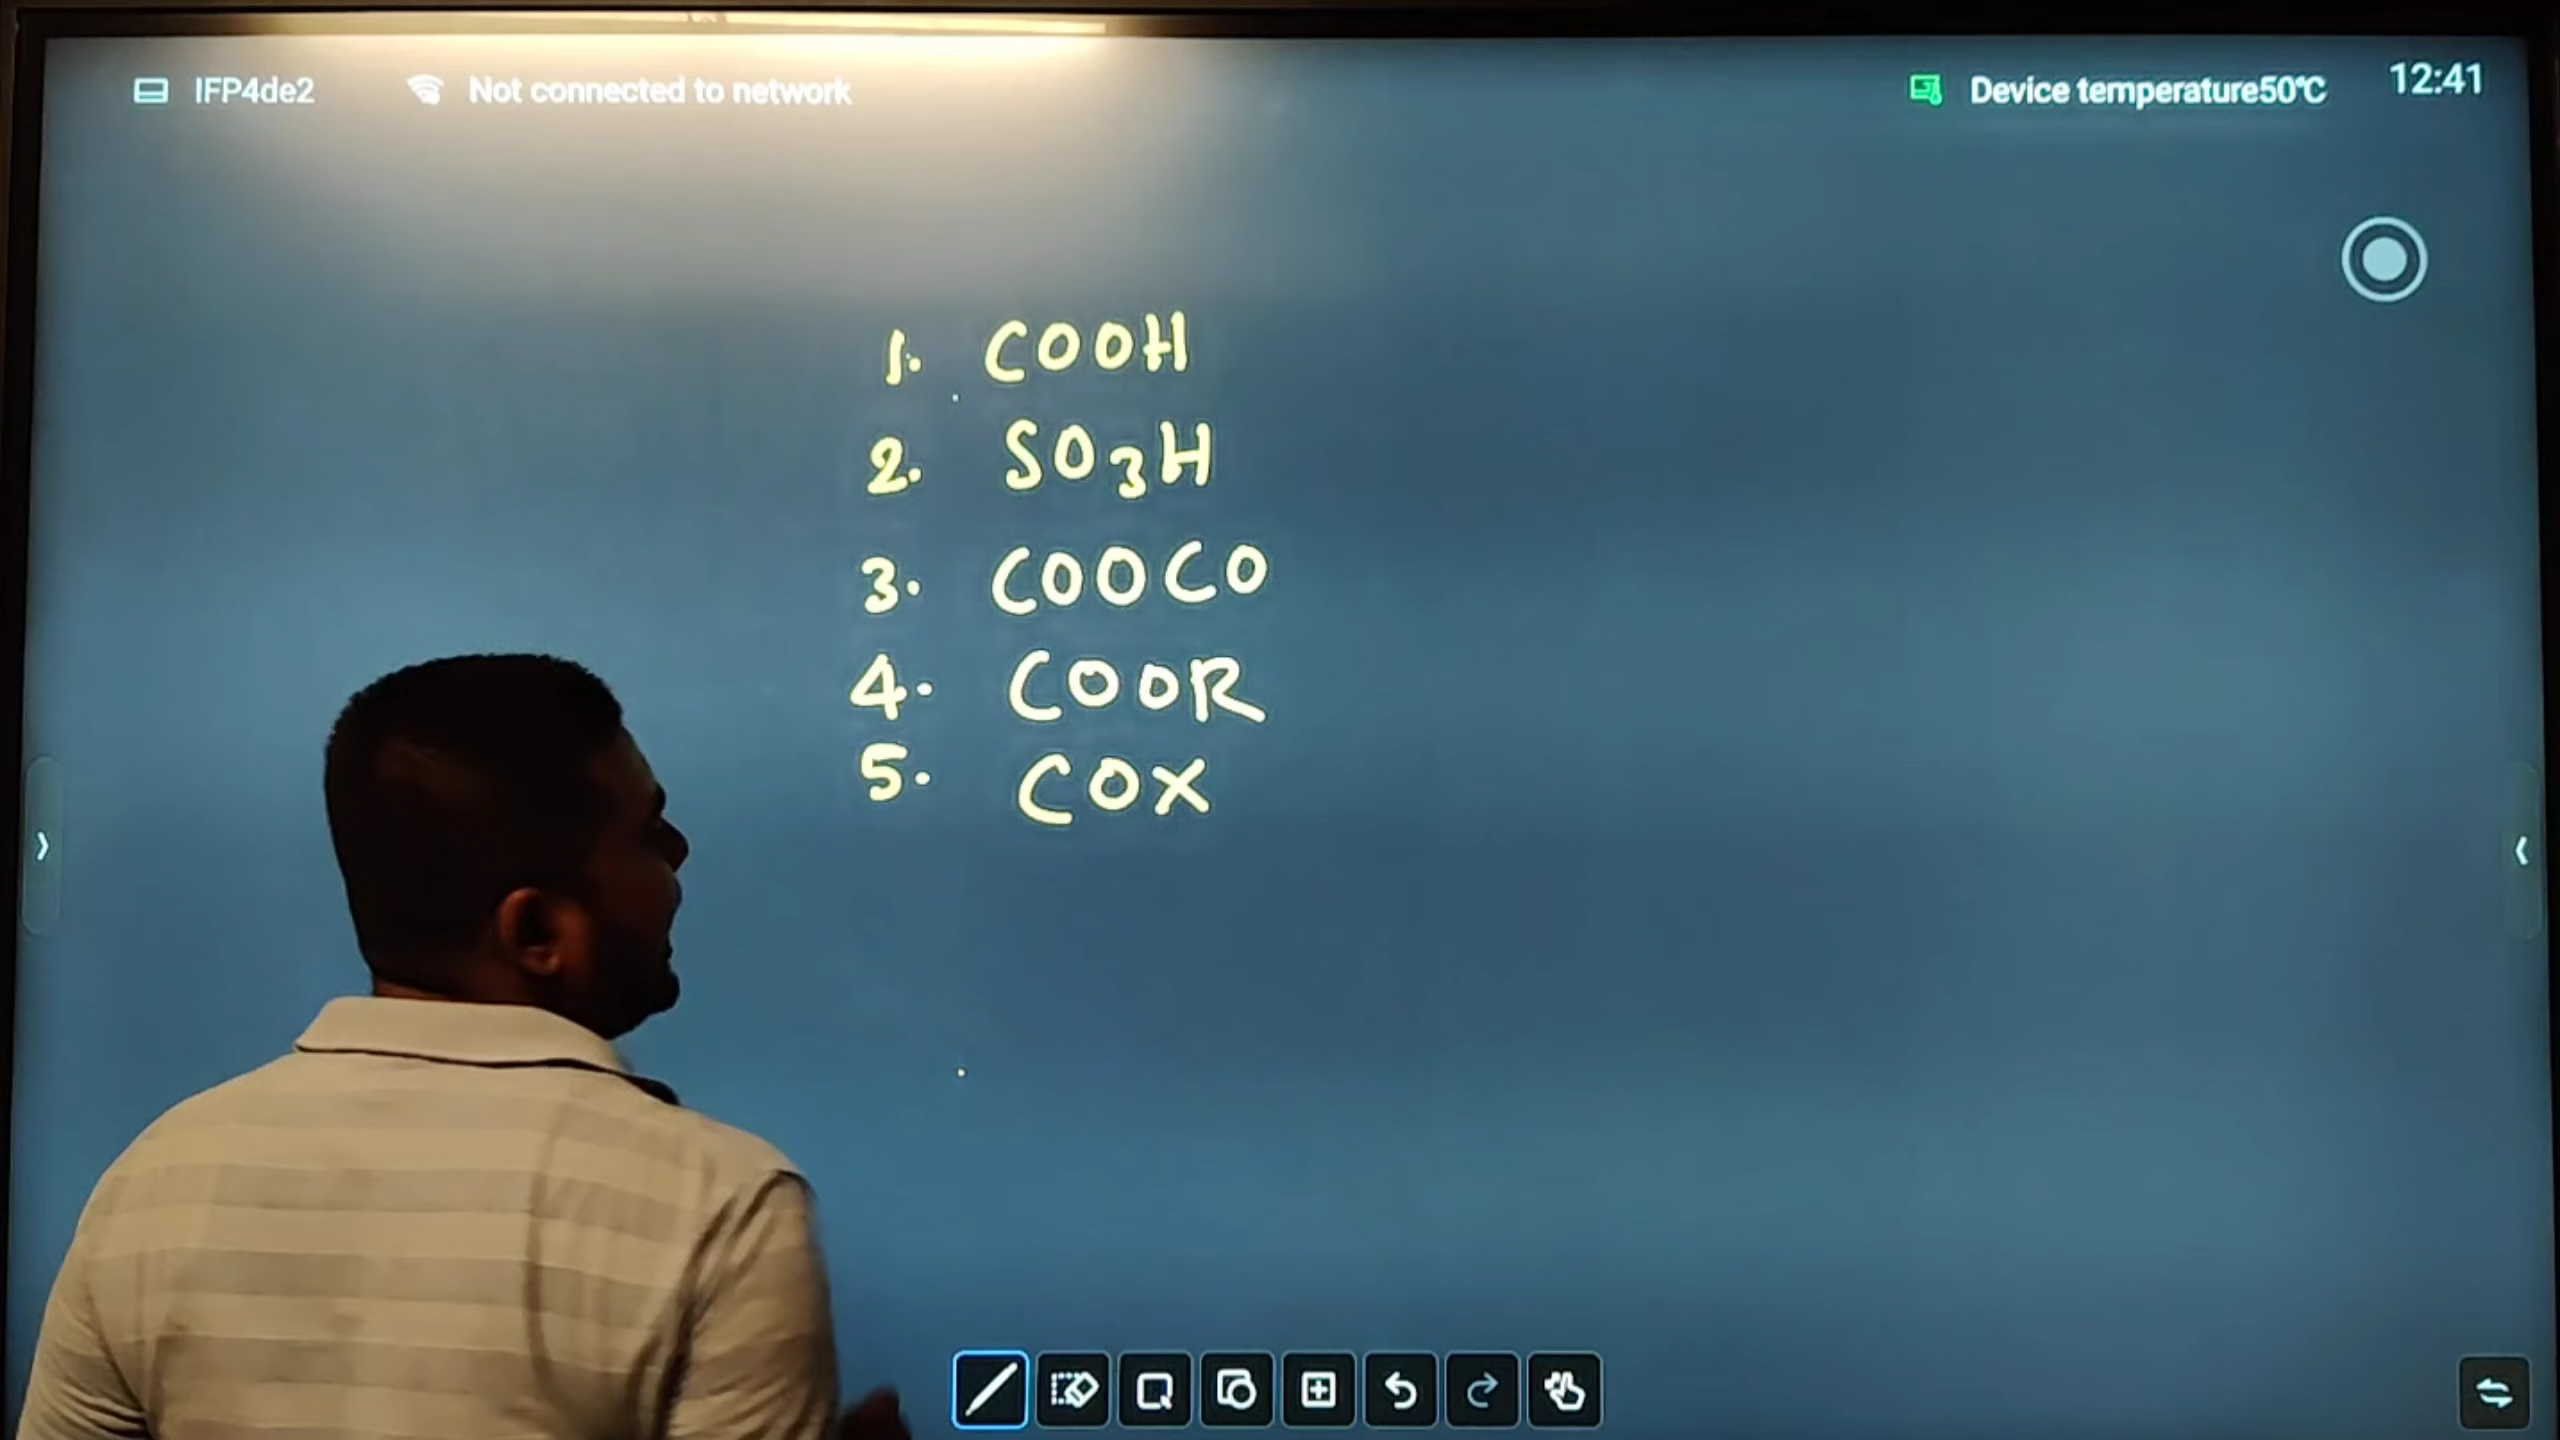 IFP4de2 Not connected to network Device temperature50℃ 12:41
1. COOH
2. SO3H
3. COOCO
4. COOR
5. COX